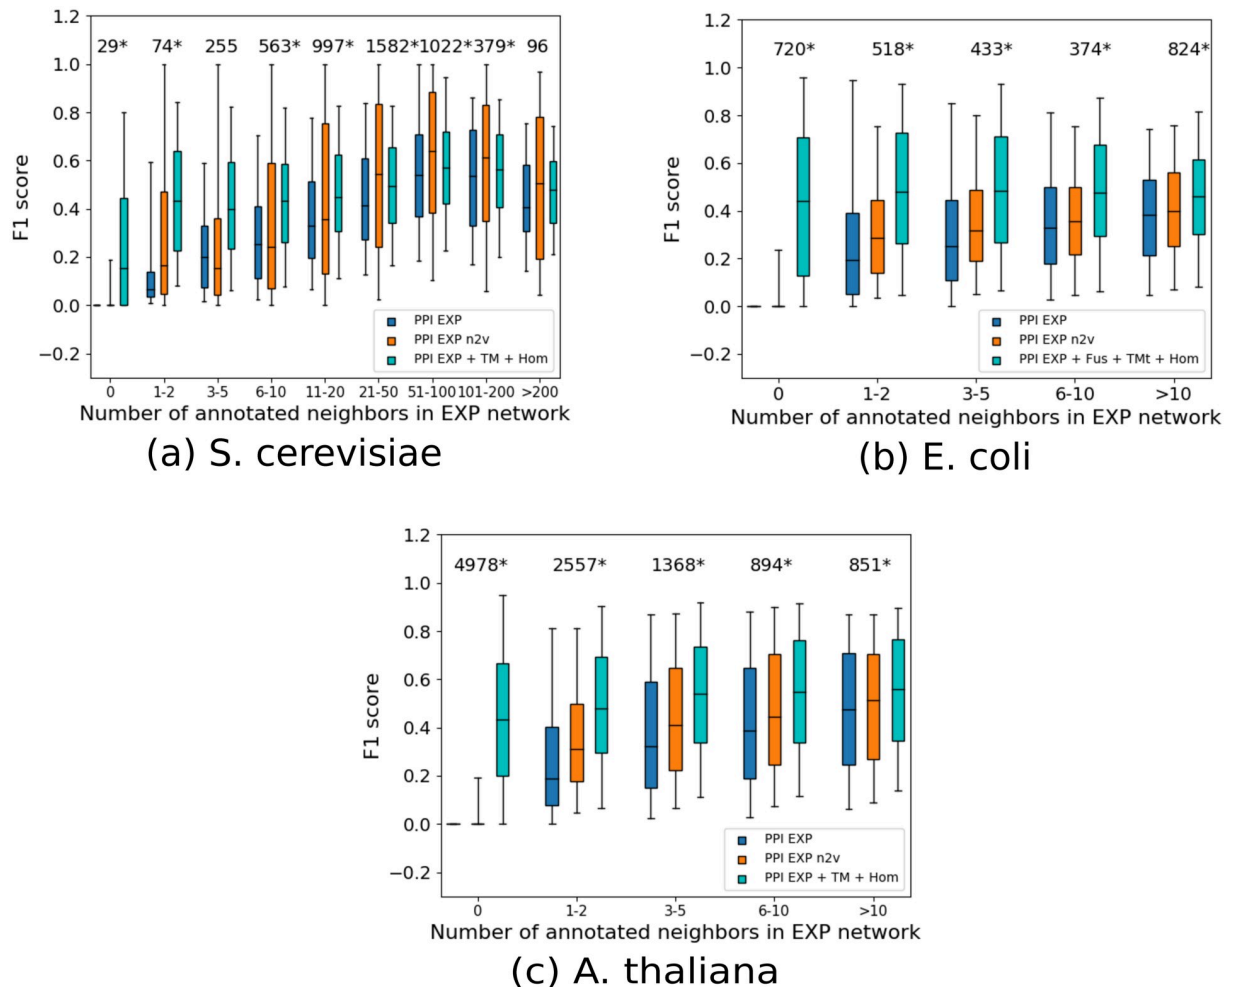 1.2
29* 74* 255 563* 997* 1582* 1022* 379* 96
1.0
0.8
0.6
F1 score
0.4
0.2
0.0
−0.2
PPI EXP
PPI EXP n2v
PPI EXP + TM + Hom
0 1-2 3-5 6-10 11-20 21-50 51-100 101-200 >200
Number of annotated neighbors in EXP network
(a) S. cerevisiae
1.2
720* 518* 433* 374* 824*
1.0
0.8
0.6
F1 score
0.4
0.2
0.0
−0.2
PPI EXP
PPI EXP n2v
PPI EXP + Fus + TMt + Hom
0 1-2 3-5 6-10 >10
Number of annotated neighbors in EXP network
(b) E. coli
1.2
4978* 2557* 1368* 894* 851*
1.0
0.8
0.6
F1 score
0.4
0.2
0.0
−0.2
PPI EXP
PPI EXP n2v
PPI EXP + TM + Hom
0 1-2 3-5 6-10 >10
Number of annotated neighbors in EXP network
(c) A. thaliana